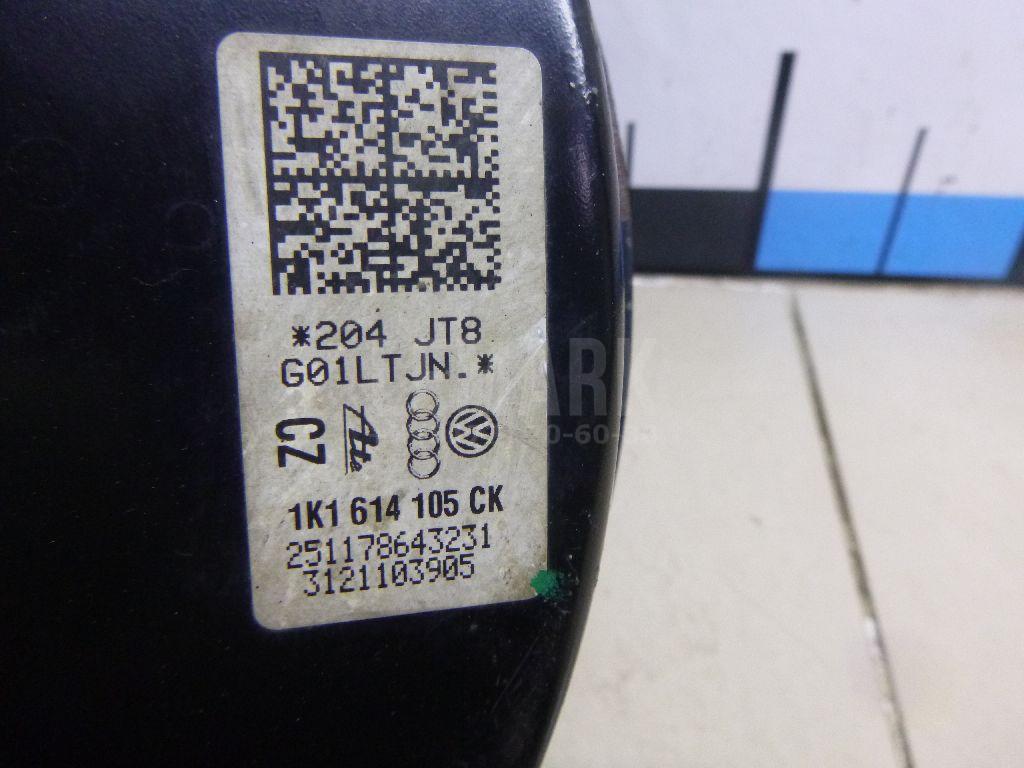 *204 JT8
G01LTJN.*
CZ
Ate
1K1 614 105 CK
251178643231
3121103905